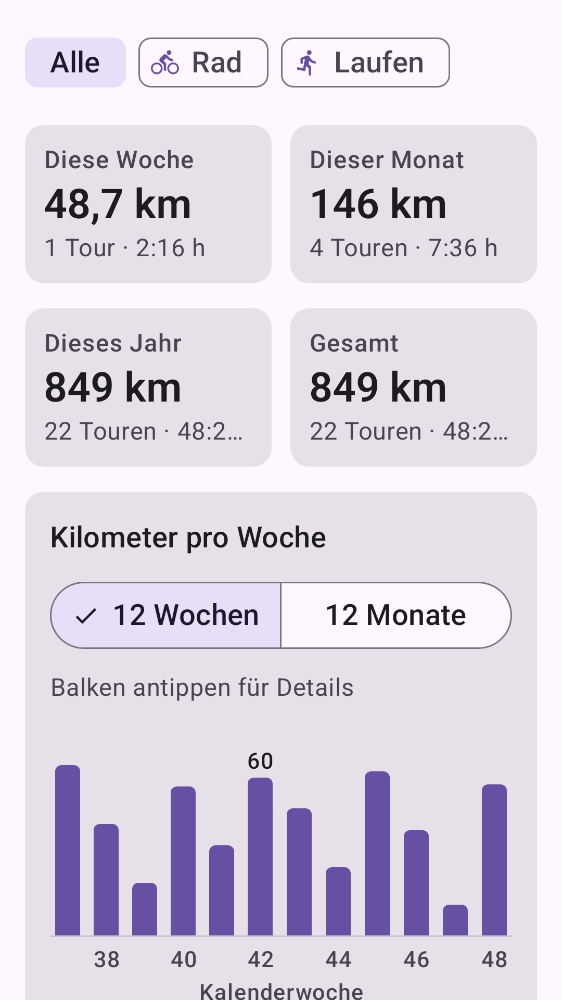 Alle Rad Laufen
Diese Woche
48,7 km
1 Tour · 2:16 h
Dieser Monat
146 km
4 Touren · 7:36 h
Dieses Jahr
849 km
22 Touren · 48:2…
Gesamt
849 km
22 Touren · 48:2…
Kilometer pro Woche
12 Wochen 12 Monate
Balken antippen für Details
60
38 40 42 44 46 48
Kalenderwoche